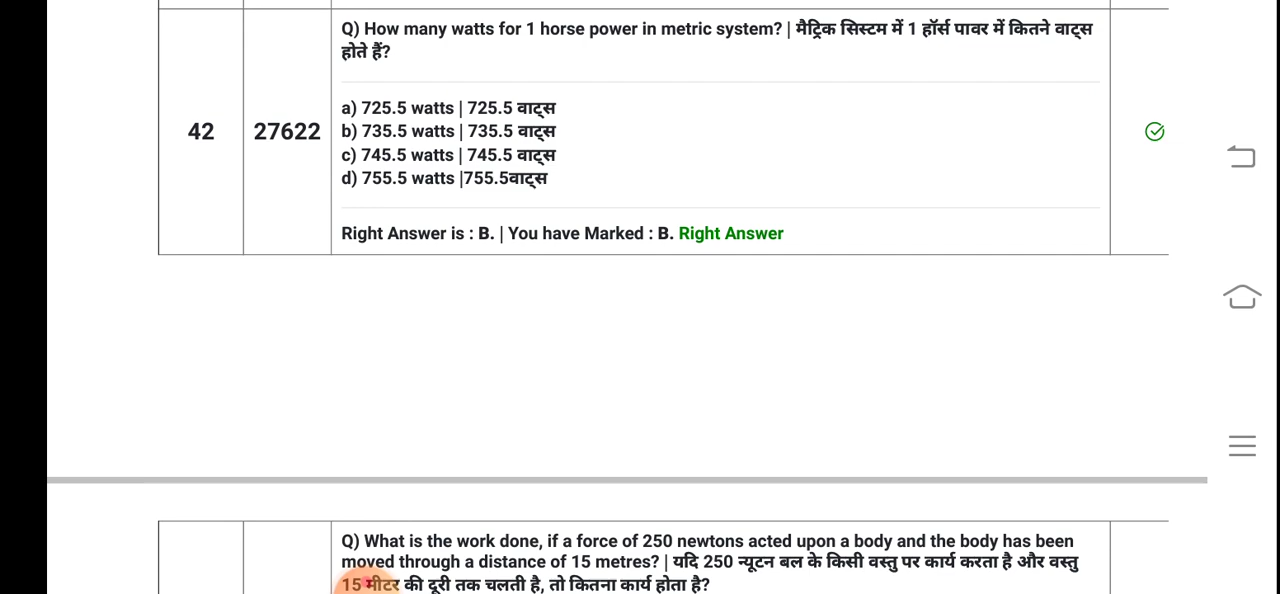 Q) How many watts for 1 horse power in metric system? | मैट्रिक सिस्टम में 1 हॉर्स पावर में कितने वाट्स
होते हैं?
42
27622
a) 725.5 watts | 725.5 वाट्स
b) 735.5 watts | 735.5 वाट्स
c) 745.5 watts | 745.5 वाट्स
d) 755.5 watts |755.5वाट्स
Right Answer is : B. | You have Marked : B. Right Answer
Q) What is the work done, if a force of 250 newtons acted upon a body and the body has been
moved through a distance of 15 metres? | यदि 250 न्यूटन बल के किसी वस्तु पर कार्य करता है और वस्तु
15 मीटर की दूरी तक चलती है, तो कितना कार्य होता है?